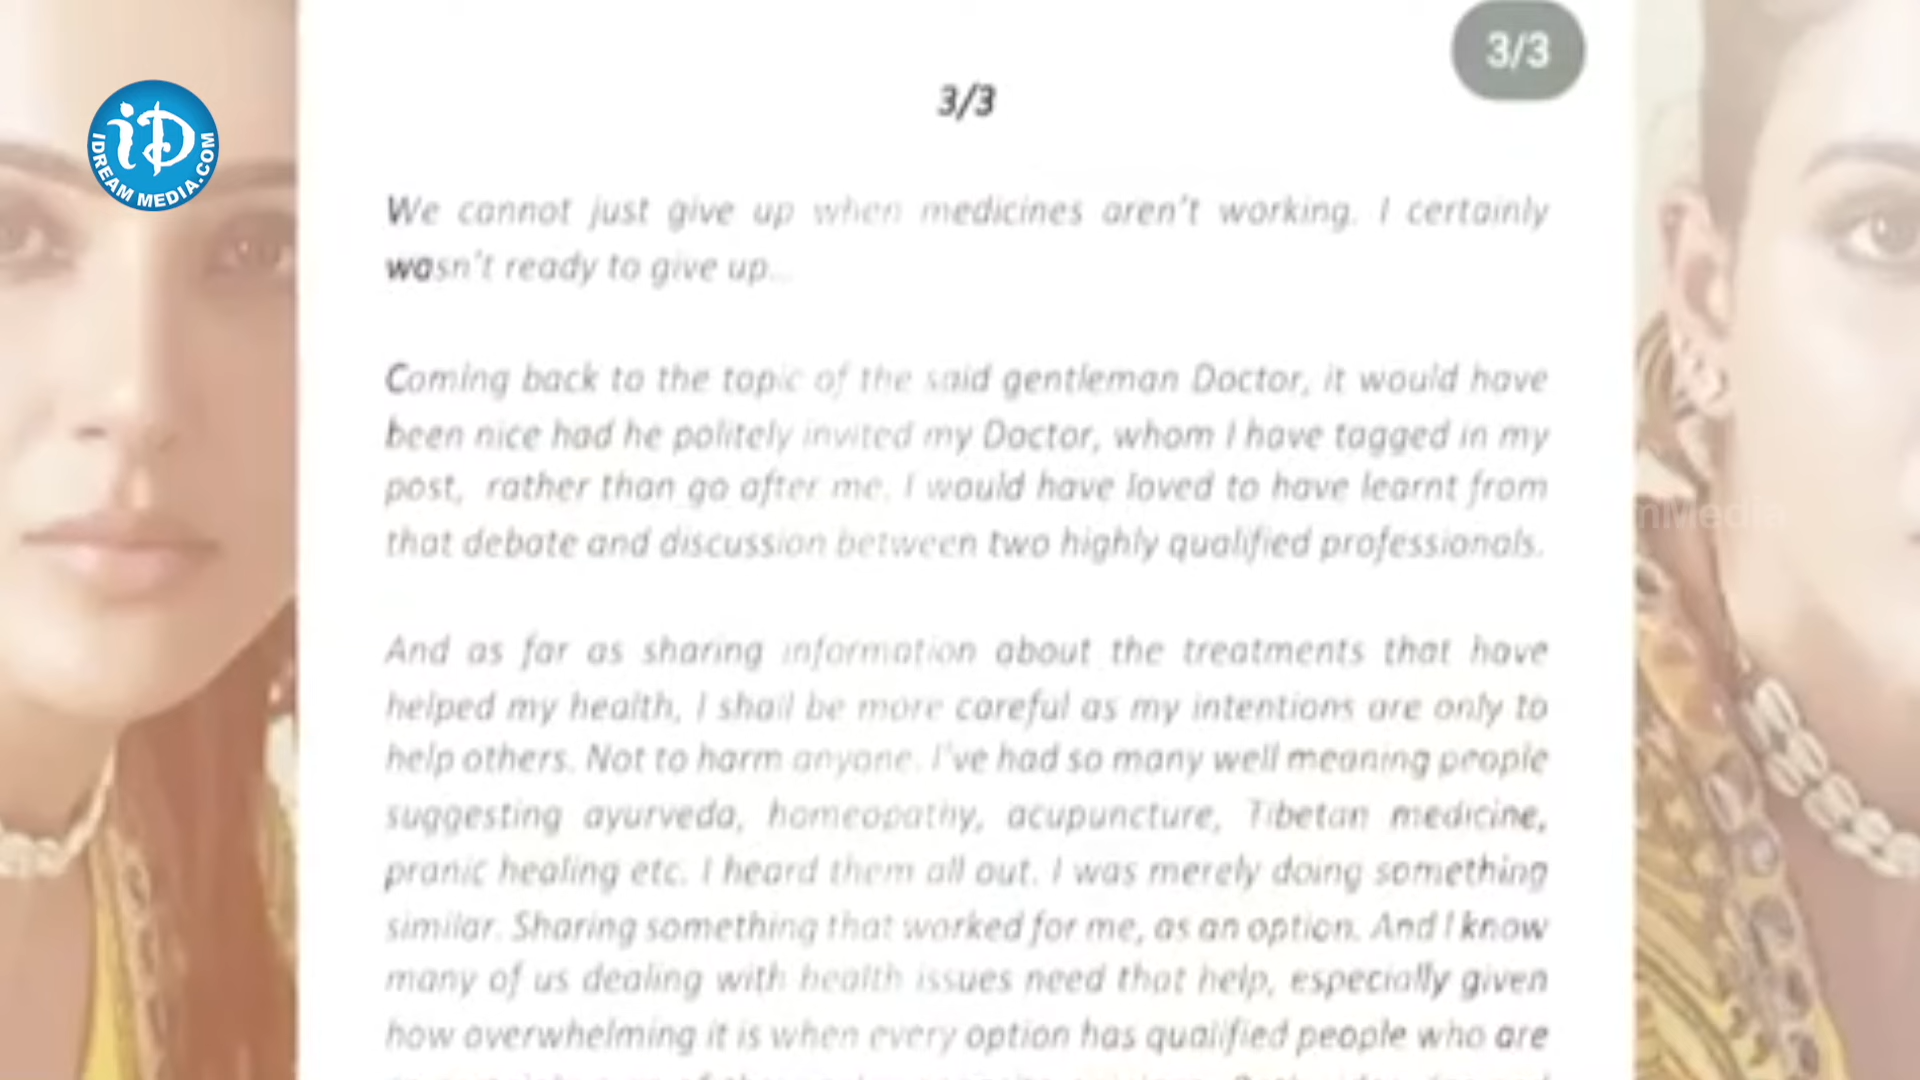 3/3
3/3
iD
IDREAM MEDIA.COM
We cannot just give up when medicines aren't working. I certainly
wasn't ready to give up...
Coming back to the topic of the said gentleman Doctor, it would have
been nice had he politely invited my Doctor, whom I have tagged in my
post, rather than go after me. I would have loved to have learnt from
that debate and discussion between two highly qualified professionals.
nMedia
And as far as sharing information about the treatments that have
helped my health, I shall be more careful as my intentions are only to
help others. Not to harm anyone. I've had so many well meaning people
suggesting ayurveda, homeopathy, acupuncture, Tibetan medicine,
pranic healing etc. I heard them all out. I was merely doing something
similar. Sharing something that worked for me, as an option. And I know
many of us dealing with health issues need that help, especially given
how overwhelming it is when every option has qualified people who are